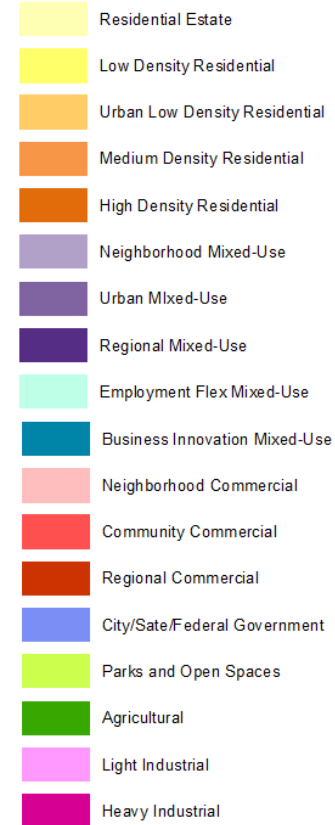 Residential Estate
Low Density Residential
Urban Low Density Residential
Medium Density Residential
High Density Residential
Neighborhood Mixed-Use
Urban MIxed-Use
Regional Mixed-Use
Employment Flex Mixed-Use
Business Innovation Mixed-Use
Neighborhood Commercial
Community Commercial
Regional Commercial
City/Sate/Federal Government
Parks and Open Spaces
Agricultural
Light Industrial
Heavy Industrial